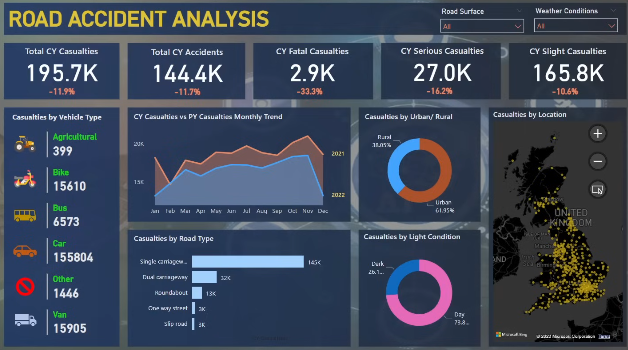 ROAD ACCIDENT ANALYSIS
Road Surface
All
Weather Conditions
All
Total CY Casualties
195.7K
-11.9%
Total CY Accidents
144.4K
-11.7%
CY Fatal Casualties
2.9K
-33.3%
CY Serious Casualties
27.0K
-16.2%
CY Slight Casualties
165.8K
-10.6%
Casualties by Vehicle Type
Agricultural
399
Bike
15610
Bus
6573
Car
155804
Other
1446
Van
15905
CY Casualties vs PY Casualties Monthly Trend
20K
15K
2021
2022
Jan Feb Mar Apr May Jun Jul Aug Sep Oct Nov Dec
Casualties by Road Type
Single carriagew... 145K
Dual carriageway 32K
Roundabout 13K
One way street 3K
Slip road 3K
Casualties by Urban/ Rural
Rural
38.05%
Urban
61.95%
Casualties by Light Condition
Dark
26.1...
Day
73.8...
Casualties by Location
UNITED
KINGDOM
Microsoft Bing
© 2023 Microsoft Corporation Terms